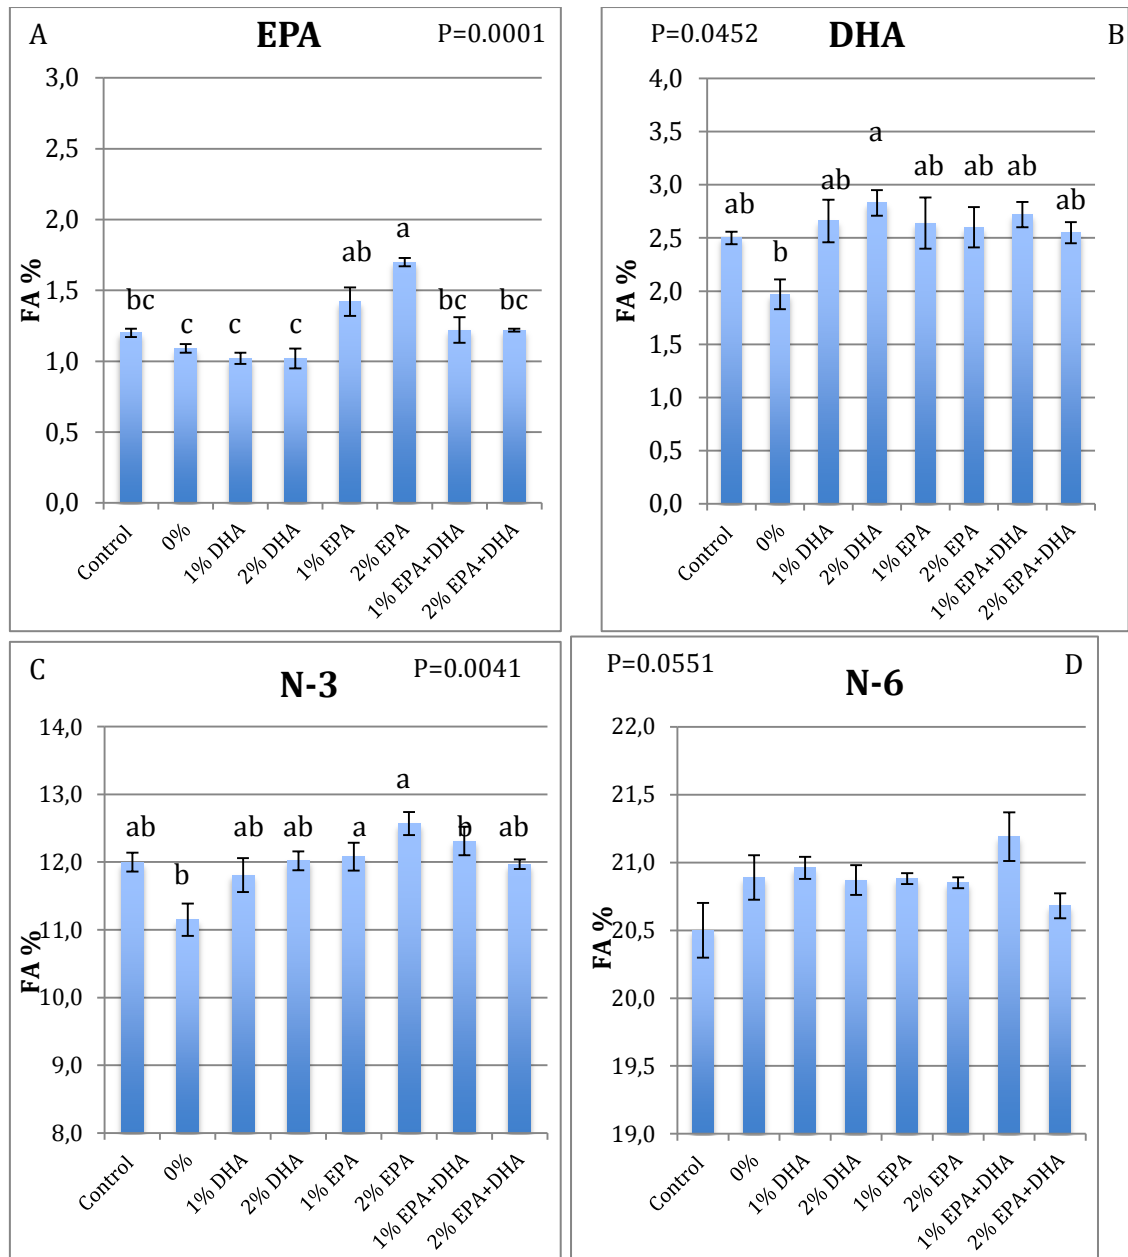 A
EPA
P=0.0001
3,0
2,5
2,0
1,5
1,0
0,5
0,0
FA %
bc
c
c
c
ab
a
bc
bc
Control
0%
1% DHA
2% DHA
1% EPA
2% EPA
1% EPA+DHA
2% EPA+DHA
P=0.0452
DHA
B
4,0
3,5
3,0
2,5
2,0
1,5
1,0
0,5
0,0
FA %
ab
b
ab
a
ab
ab
ab
ab
Control
0%
1% DHA
2% DHA
1% EPA
2% EPA
1% EPA+DHA
2% EPA+DHA
C
N-3
P=0.0041
14,0
13,0
12,0
11,0
10,0
9,0
8,0
FA %
ab
b
ab
ab
a
a
b
ab
Control
0%
1% DHA
2% DHA
1% EPA
2% EPA
1% EPA+DHA
2% EPA+DHA
P=0.0551
N-6
D
22,0
21,5
21,0
20,5
20,0
19,5
19,0
FA %
Control
0%
1% DHA
2% DHA
1% EPA
2% EPA
1% EPA+DHA
2% EPA+DHA